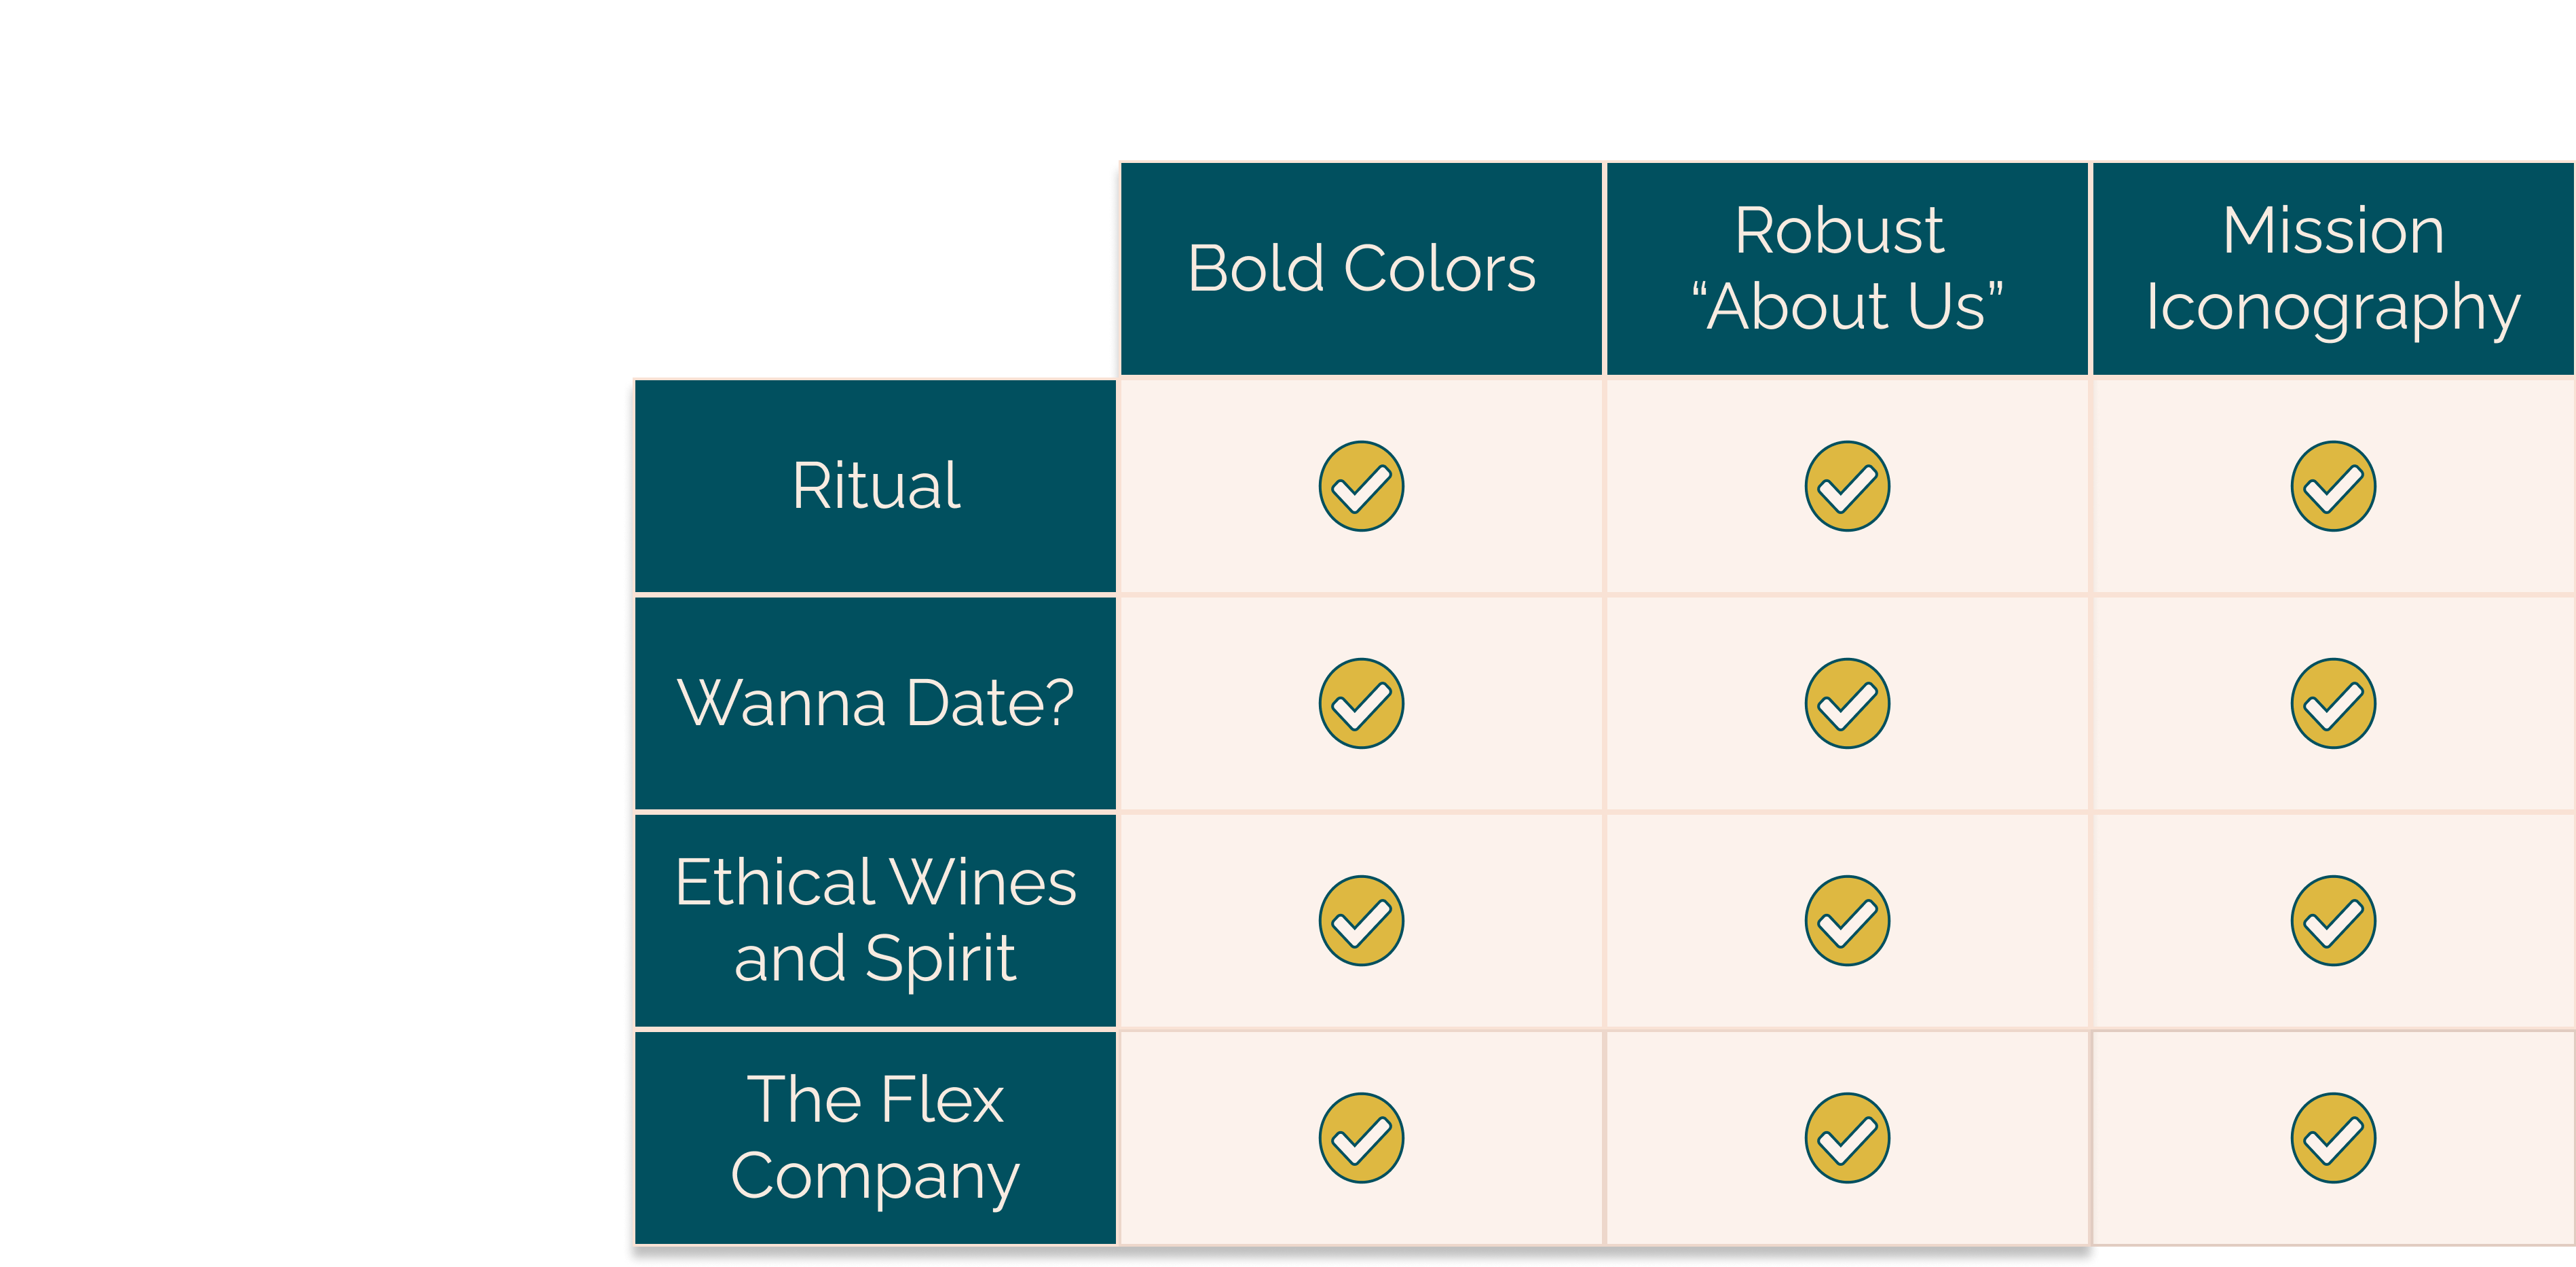 Bold Colors
Robust
“About Us”
Mission
Iconography
Ritual
Wanna Date?
Ethical Wines
and Spirit
The Flex
Company